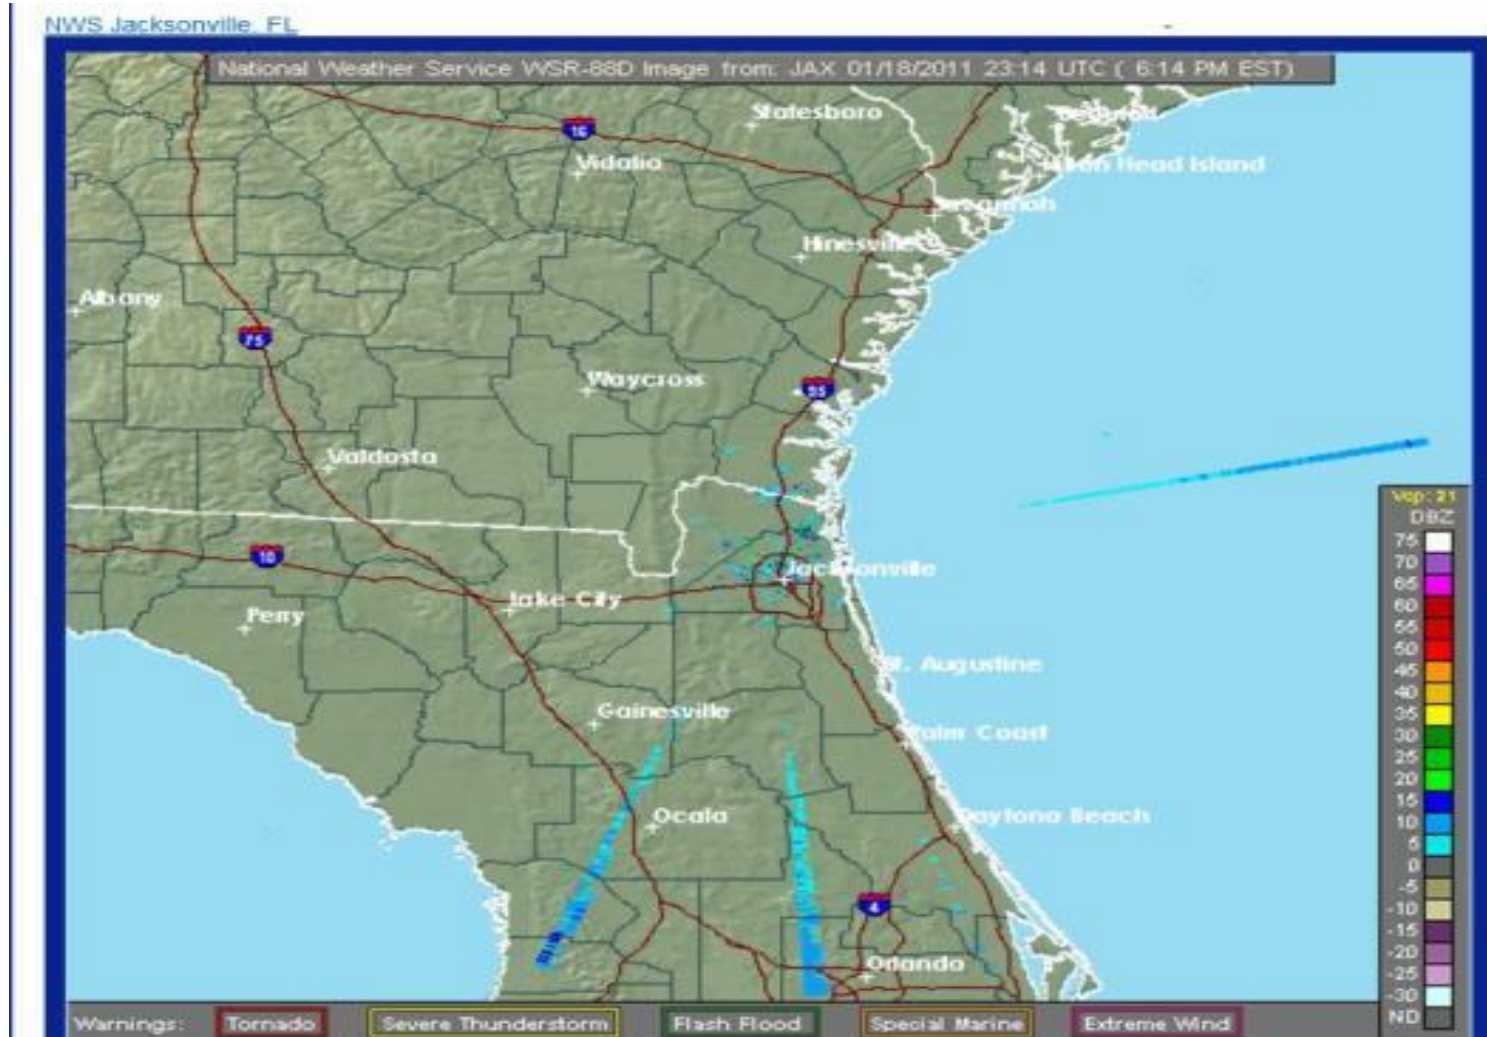 NWS Jacksonville, FL
National Weather Service WSR-88D Image from: JAX 01/18/2011 23:14 UTC ( 6:14 PM EST)
Statesboro
Beaufort
16
Vidalia
Hilton Head Island
Savannah
Hinesville
Albany
75
Waycross
95
Valdosta
Vcp: 21
DBZ
75
70
65
60
55
50
45
40
35
30
25
20
15
10
5
0
-5
-10
-15
-20
-25
-30
ND
10
Jacksonville
Lake City
Perry
St. Augustine
Gainesville
Palm Coast
Ocala
Daytona Beach
4
Orlando
Warnings:
Tornado
Severe Thunderstorm
Flash Flood
Special Marine
Extreme Wind